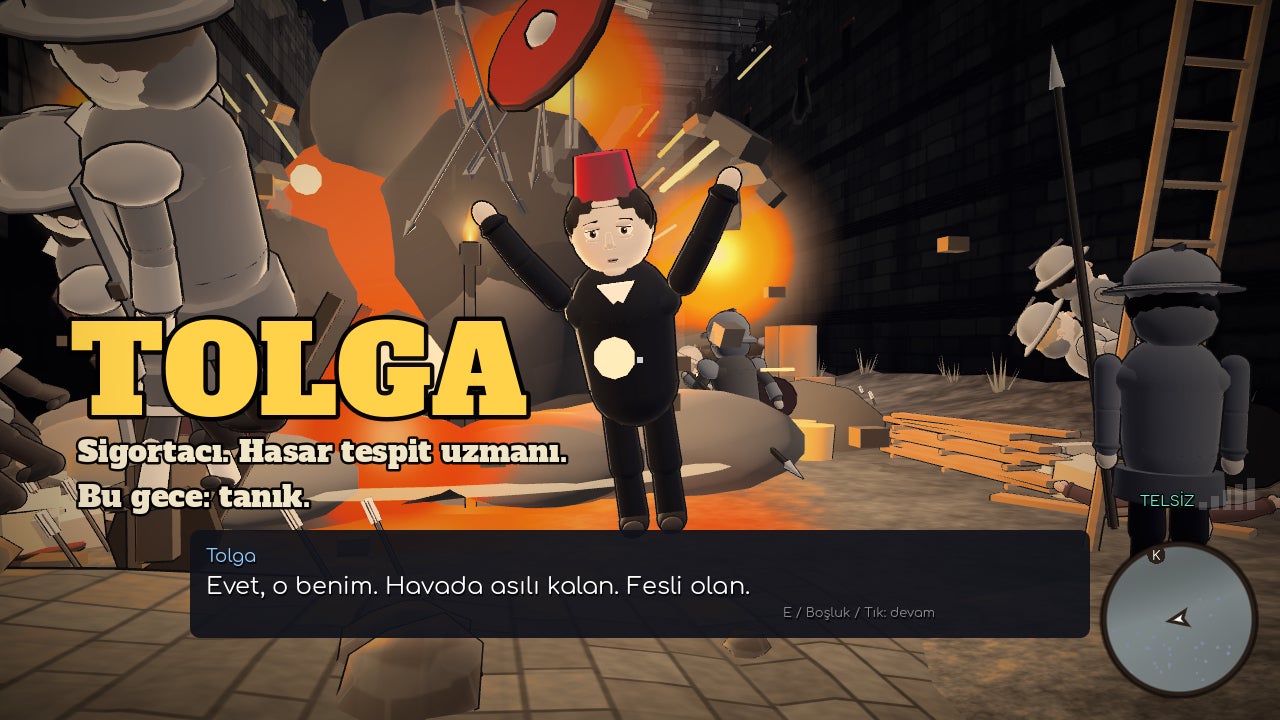 TOLGA
Sigortacı. Hasar tespit uzmanı.
Bu gece: tanık.
TELSİZ
Tolga
Evet, o benim. Havada asılı kalan. Fesli olan.
E / Boşluk / Tık: devam
K